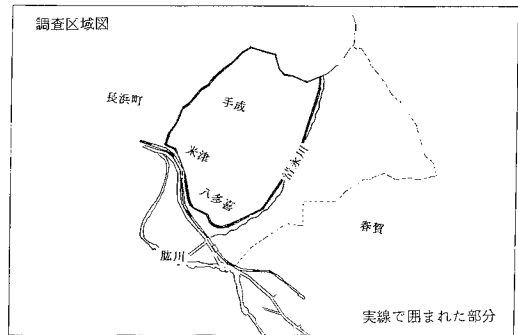 調査区域図
長浜町
手成
米津
八多喜
清永川
春賀
肱川
実線で囲まれた部分